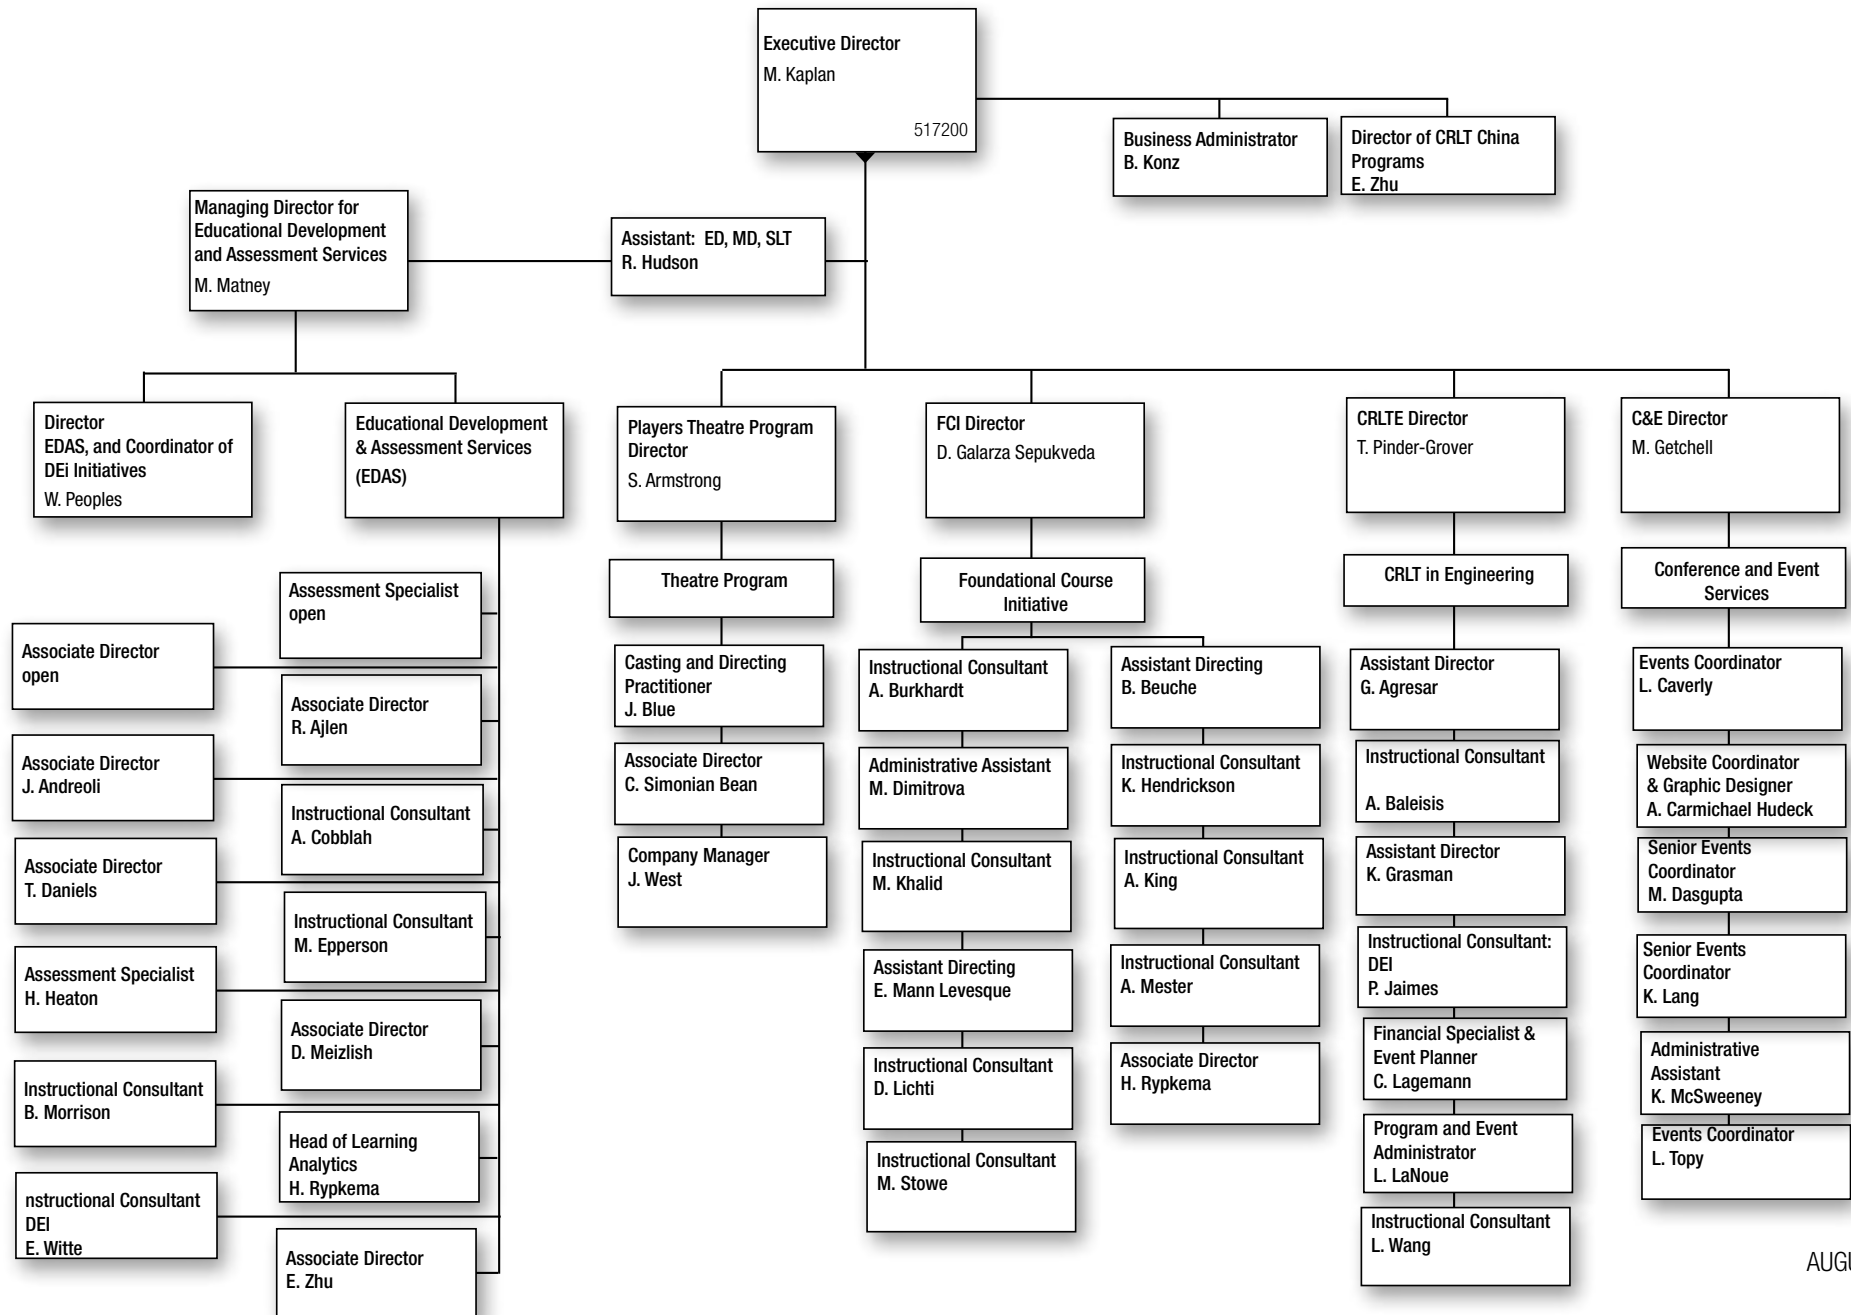 Executive Director
M. Kaplan
517200
Business Administrator
B. Konz
Director of CRLT China
Programs
E. Zhu
Managing Director for
Educational Development
and Assessment Services
M. Matney
Assistant:  ED, MD, SLT
R. Hudson
Director
EDAS, and Coordinator of
DEi Initiatives
W. Peoples
Educational Development
& Assessment Services
(EDAS)
Players Theatre Program
Director
S. Armstrong
FCI Director
D. Galarza Sepukveda
CRLTE Director
T. Pinder-Grover
C&E Director
M. Getchell
Assessment Specialist
open
Associate Director
open
Associate Director
R. Ajlen
Associate Director
J. Andreoli
Instructional Consultant
A. Cobblah
Associate Director
T. Daniels
Instructional Consultant
M. Epperson
Assessment Specialist
H. Heaton
Associate Director
D. Meizlish
Instructional Consultant
B. Morrison
Head of Learning
Analytics
H. Rypkema
nstructional Consultant
DEI
E. Witte
Associate Director
E. Zhu
Theatre Program
Casting and Directing
Practitioner
J. Blue
Associate Director
C. Simonian Bean
Company Manager
J. West
Foundational Course
Initiative
Instructional Consultant
A. Burkhardt
Administrative Assistant
M. Dimitrova
Instructional Consultant
M. Khalid
Assistant Directing
E. Mann Levesque
Instructional Consultant
D. Lichti
Instructional Consultant
M. Stowe
Assistant Directing
B. Beuche
Instructional Consultant
K. Hendrickson
Instructional Consultant
A. King
Instructional Consultant
A. Mester
Associate Director
H. Rypkema
CRLT in Engineering
Assistant Director
G. Agresar
Instructional Consultant
A. Baleisis
Assistant Director
K. Grasman
Instructional Consultant:
DEI
P. Jaimes
Financial Specialist &
Event Planner
C. Lagemann
Program and Event
Administrator
L. LaNoue
Instructional Consultant
L. Wang
Conference and Event
Services
Events Coordinator
L. Caverly
Website Coordinator
& Graphic Designer
A. Carmichael Hudeck
Senior Events
Coordinator
M. Dasgupta
Senior Events
Coordinator
K. Lang
Administrative
Assistant
K. McSweeney
Events Coordinator
L. Topy
AUGU